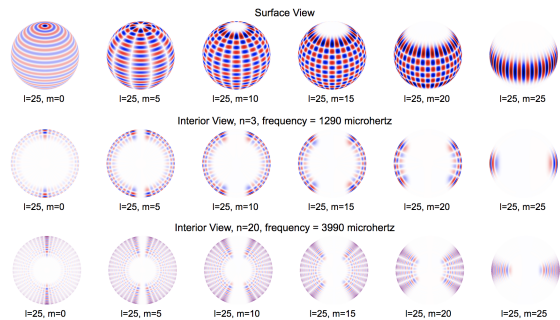 Surface View
l=25, m=0 l=25, m=5 l=25, m=10 l=25, m=15 l=25, m=20 l=25, m=25
Interior View, n=3, frequency = 1290 microhertz
l=25, m=0 l=25, m=5 l=25, m=10 l=25, m=15 l=25, m=20 l=25, m=25
Interior View, n=20, frequency = 3990 microhertz
l=25, m=0 l=25, m=5 l=25, m=10 l=25, m=15 l=25, m=20 l=25, m=25